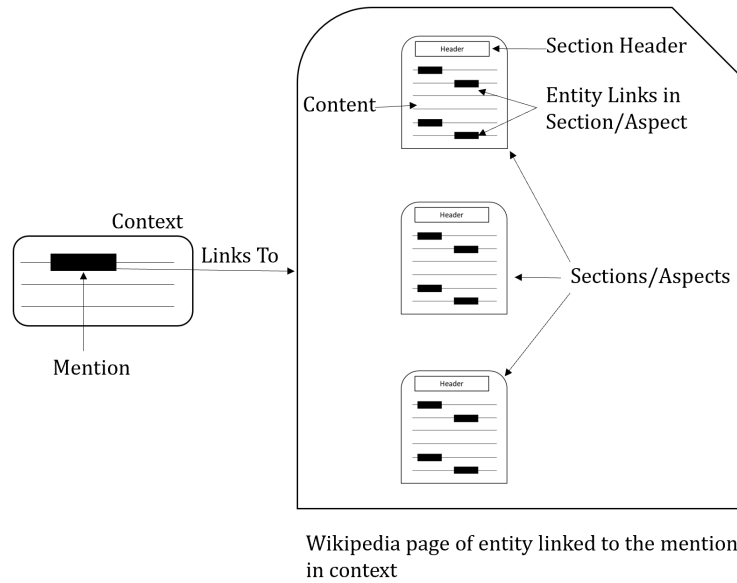 Header
Section Header
Content
Entity Links in
Section/Aspect
Context
Links To
Mention
Header
Sections/Aspects
Header
Wikipedia page of entity linked to the mention
in context